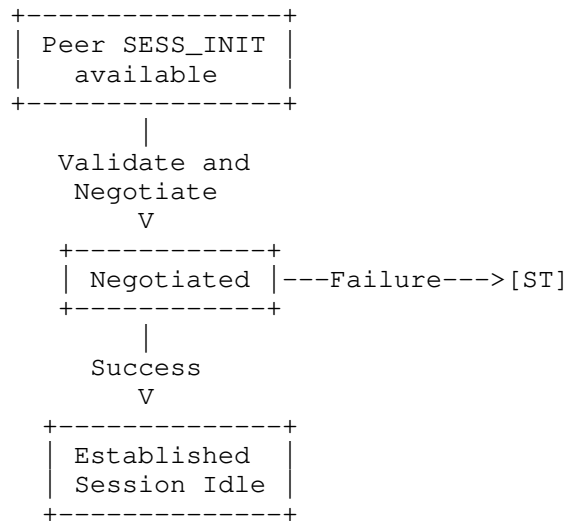 +----------------+
| Peer SESS_INIT |
|   available    |
+----------------+
        |
   Validate and
    Negotiate
        V
   +------------+
   | Negotiated |---Failure--->[ST]
   +------------+
        |
     Success
        V
  +--------------+
  | Established  |
  | Session Idle |
  +--------------+